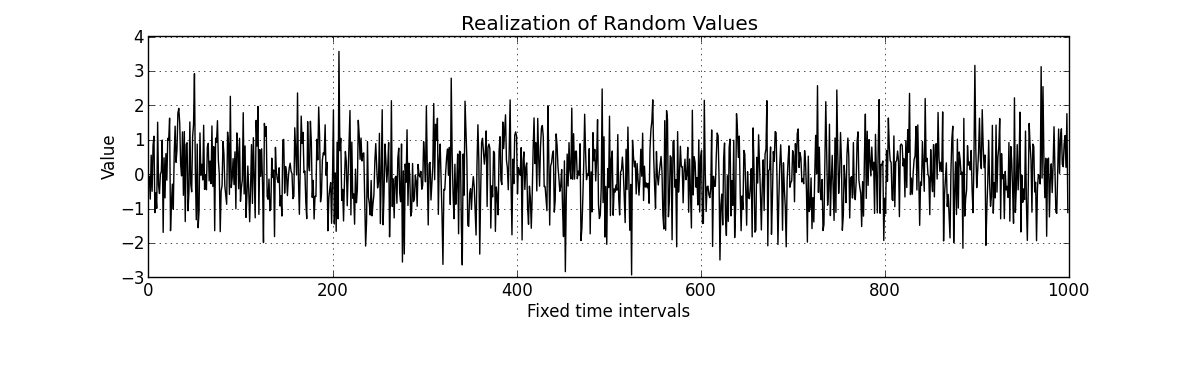 Realization of Random Values
4
3
2
1
0
−1
−2
−3
Value
0 200 400 600 800 1000
Fixed time intervals